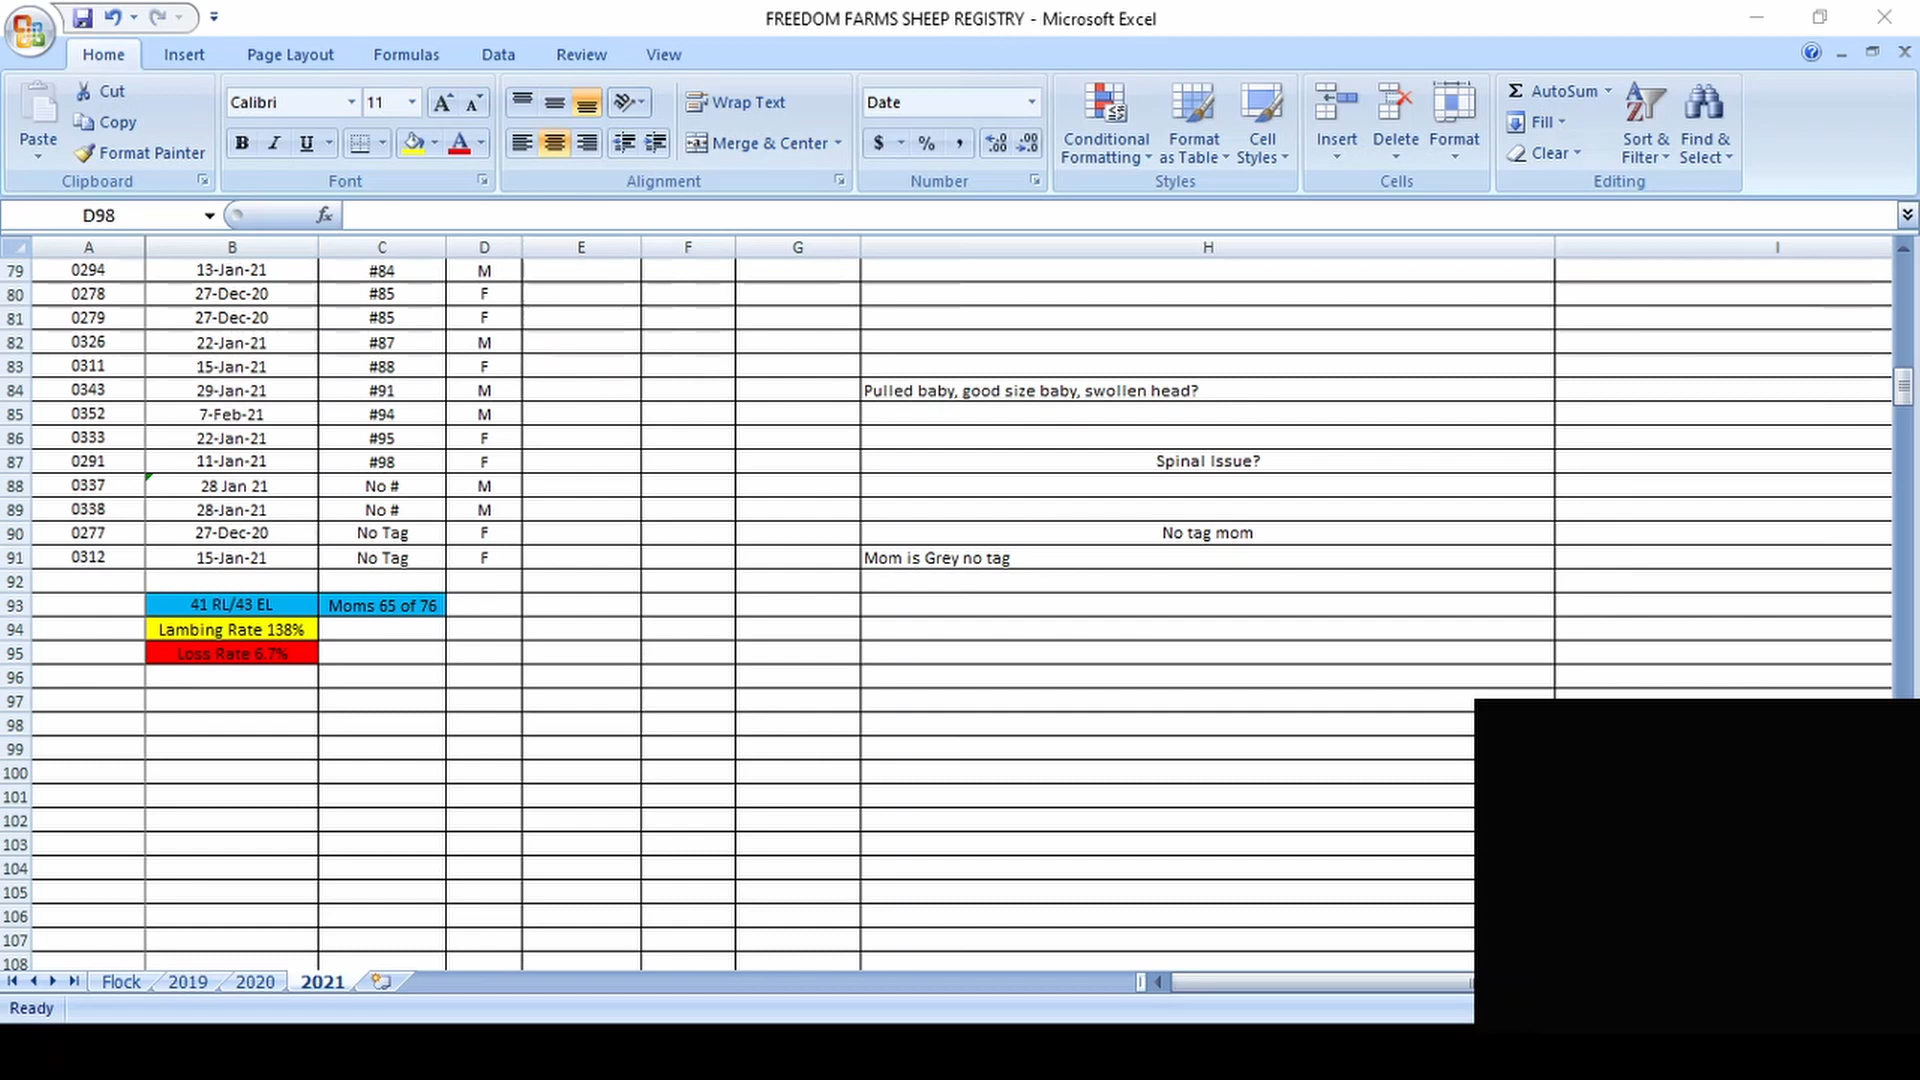 FREEDOM FARMS SHEEP REGISTRY - Microsoft Excel
Home Insert Page Layout Formulas Data Review View
Paste Cut Copy Format Painter Clipboard
Calibri 11 A A B I U A Font
Wrap Text Merge & Center Alignment
Date $ % , .00 .00 Number
Conditional Formatting Format as Table Cell Styles Styles
Insert Delete Format Cells
Σ AutoSum Fill Clear Sort & Filter Find & Select Editing
D98 fx
A B C D E F G H I
79 0294 13-Jan-21 #84 M
80 0278 27-Dec-20 #85 F
81 0279 27-Dec-20 #85 F
82 0326 22-Jan-21 #87 M
83 0311 15-Jan-21 #88 F
84 0343 29-Jan-21 #91 M Pulled baby, good size baby, swollen head?
85 0352 7-Feb-21 #94 M
86 0333 22-Jan-21 #95 F
87 0291 11-Jan-21 #98 F Spinal Issue?
88 0337 28 Jan 21 No # M
89 0338 28-Jan-21 No # M
90 0277 27-Dec-20 No Tag F No tag mom
91 0312 15-Jan-21 No Tag F Mom is Grey no tag
92
93 41 RL/43 EL Moms 65 of 76
94 Lambing Rate 138%
95 Loss Rate 6.7%
96
97
98
99
100
101
102
103
104
105
106
107
108
Flock 2019 2020 2021
Ready